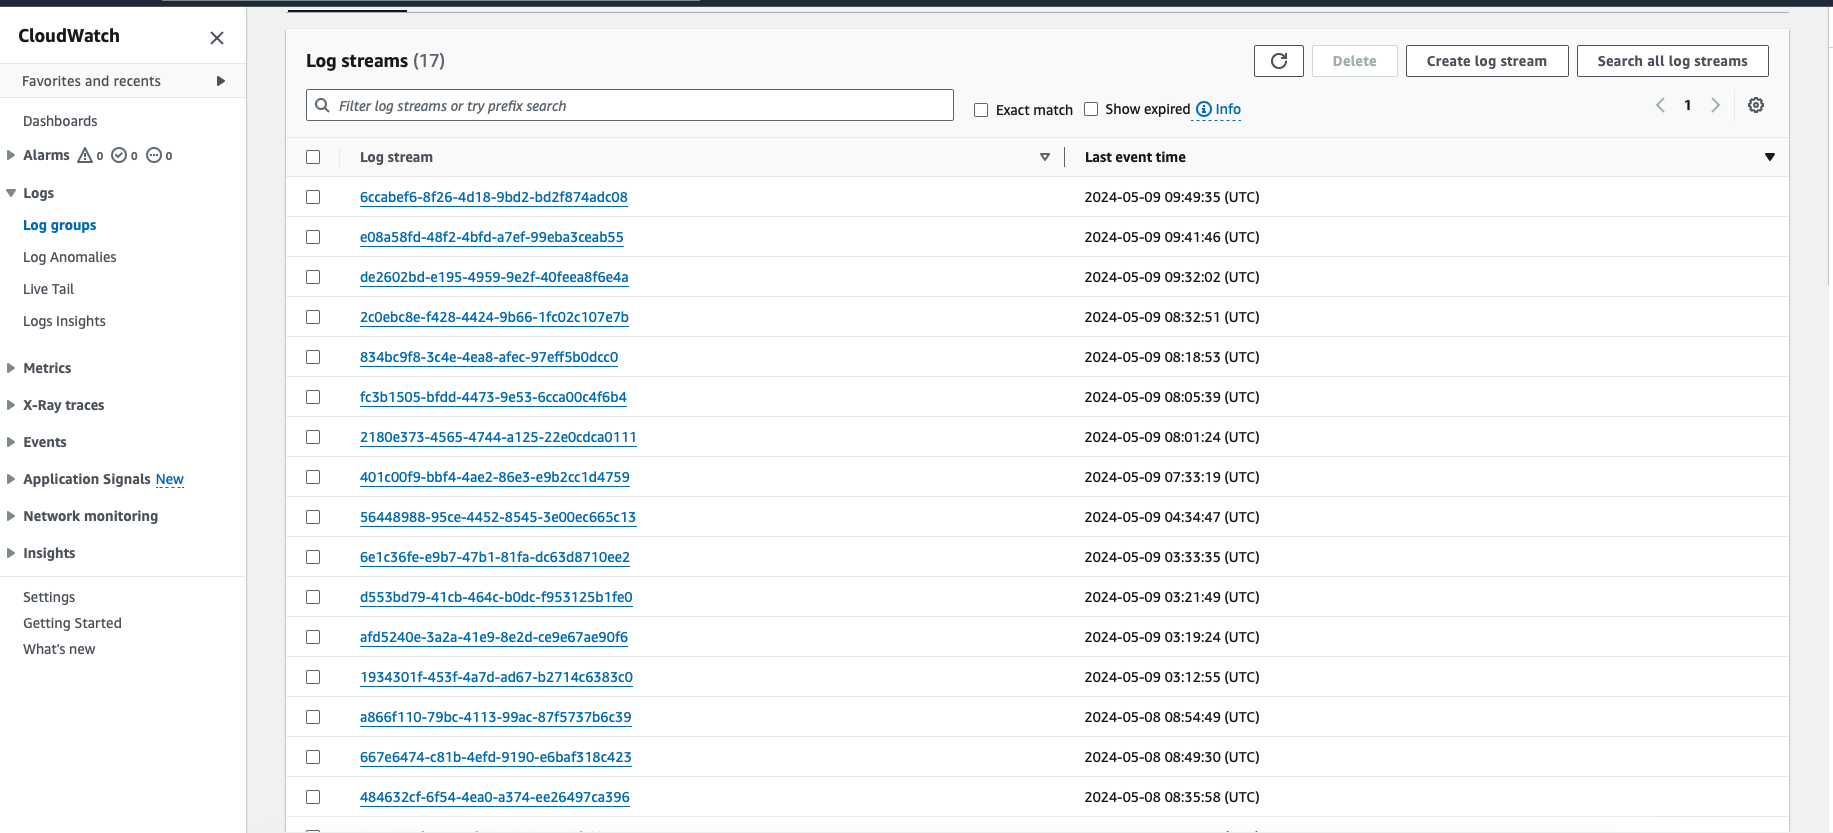 CloudWatch
Favorites and recents
Dashboards
Alarms 0 0 0
Logs
Log groups
Log Anomalies
Live Tail
Logs Insights
Metrics
X-Ray traces
Events
Application Signals New
Network monitoring
Insights
Settings
Getting Started
What's new
Log streams (17)
Delete
Create log stream
Search all log streams
Filter log streams or try prefix search
Exact match
Show expired
Info
1
Log stream Last event time
6ccabef6-8f26-4d18-9bd2-bd2f874adc08 2024-05-09 09:49:35 (UTC)
e08a58fd-48f2-4bfd-a7ef-99eba3ceab55 2024-05-09 09:41:46 (UTC)
de2602bd-e195-4959-9e2f-40feea8f6e4a 2024-05-09 09:32:02 (UTC)
2c0ebc8e-f428-4424-9b66-1fc02c107e7b 2024-05-09 08:32:51 (UTC)
834bc9f8-3c4e-4ea8-afec-97eff5b0dcc0 2024-05-09 08:18:53 (UTC)
fc3b1505-bfdd-4473-9e53-6cca00c4f6b4 2024-05-09 08:05:39 (UTC)
2180e373-4565-4744-a125-22e0cdca0111 2024-05-09 08:01:24 (UTC)
401c00f9-bbf4-4ae2-86e3-e9b2cc1d4759 2024-05-09 07:33:19 (UTC)
56448988-95ce-4452-8545-3e00ec665c13 2024-05-09 04:34:47 (UTC)
6e1c36fe-e9b7-47b1-81fa-dc63d8710ee2 2024-05-09 03:33:35 (UTC)
d553bd79-41cb-464c-b0dc-f953125b1fe0 2024-05-09 03:21:49 (UTC)
afd5240e-3a2a-41e9-8e2d-ce9e67ae90f6 2024-05-09 03:19:24 (UTC)
1934301f-453f-4a7d-ad67-b2714c6383c0 2024-05-09 03:12:55 (UTC)
a866f110-79bc-4113-99ac-87f5737b6c39 2024-05-08 08:54:49 (UTC)
667e6474-c81b-4efd-9190-e6baf318c423 2024-05-08 08:49:30 (UTC)
484632cf-6f54-4ea0-a374-ee26497ca396 2024-05-08 08:35:58 (UTC)